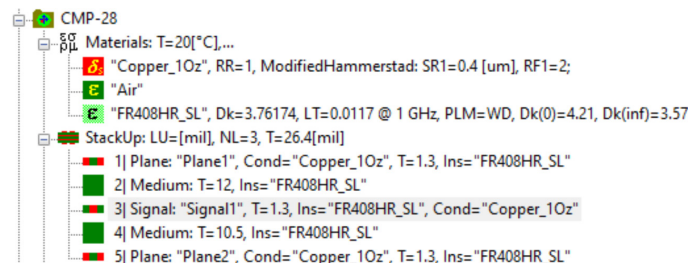 CMP-28
Materials: T=20[°C],...
"Copper_1Oz", RR=1, ModifiedHammerstad: SR1=0.4 [um], RF1=2;
"Air"
"FR408HR_SL", Dk=3.76174, LT=0.0117 @ 1 GHz, PLM=WD, Dk(0)=4.21, Dk(inf)=3.57
StackUp: LU=[mil], NL=3, T=26.4[mil]
1| Plane: "Plane1", Cond="Copper_1Oz", T=1.3, Ins="FR408HR_SL"
2| Medium: T=12, Ins="FR408HR_SL"
3| Signal: "Signal1", T=1.3, Ins="FR408HR_SL", Cond="Copper_1Oz"
4| Medium: T=10.5, Ins="FR408HR_SL"
5| Plane: "Plane2", Cond="Copper_1Oz", T=1.3, Ins="FR408HR_SL"